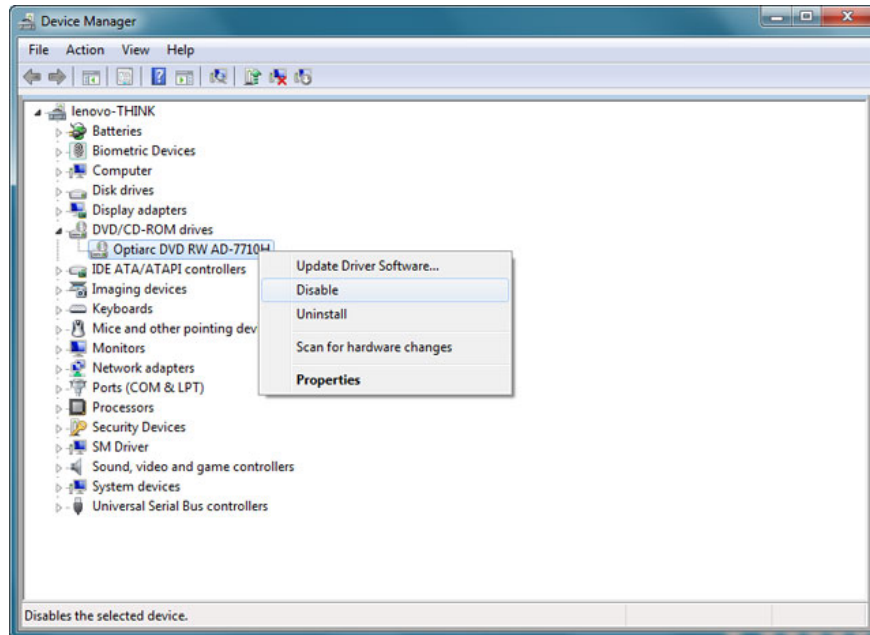 Device Manager
File Action View Help
lenovo-THINK
Batteries
Biometric Devices
Computer
Disk drives
Display adapters
DVD/CD-ROM drives
Optiarc DVD RW AD-7710H
IDE ATA/ATAPI controllers
Imaging devices
Keyboards
Mice and other pointing dev
Monitors
Network adapters
Ports (COM & LPT)
Processors
Security Devices
SM Driver
Sound, video and game controllers
System devices
Universal Serial Bus controllers
Update Driver Software...
Disable
Uninstall
Scan for hardware changes
Properties
Disables the selected device.